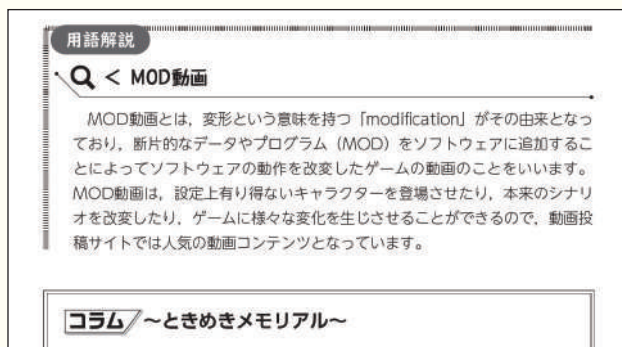 用語解説
< MOD動画
MOD動画とは，変形という意味を持つ「modification」がその由来となっ
ており，断片的なデータやプログラム（MOD）をソフトウェアに追加するこ
とによってソフトウェアの動作を改変したゲームの動画のことをいいます。
MOD動画は，設定上有り得ないキャラクターを登場させたり，本来のシナリ
オを改変したり，ゲームに様々な変化を生じさせることができるので，動画投
稿サイトでは人気の動画コンテンツとなっています。
コラム／～ときめきメモリアル～